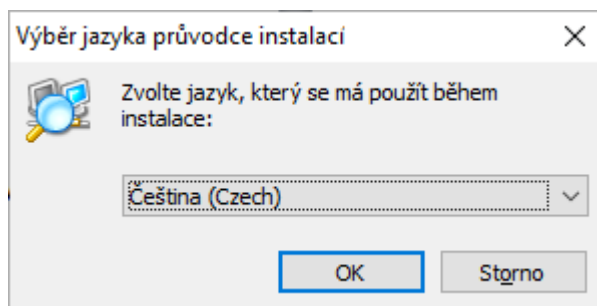 Výběr jazyka průvodce instalací
Zvolte jazyk, který se má použít během
instalace:
Čeština (Czech)
OK
Storno